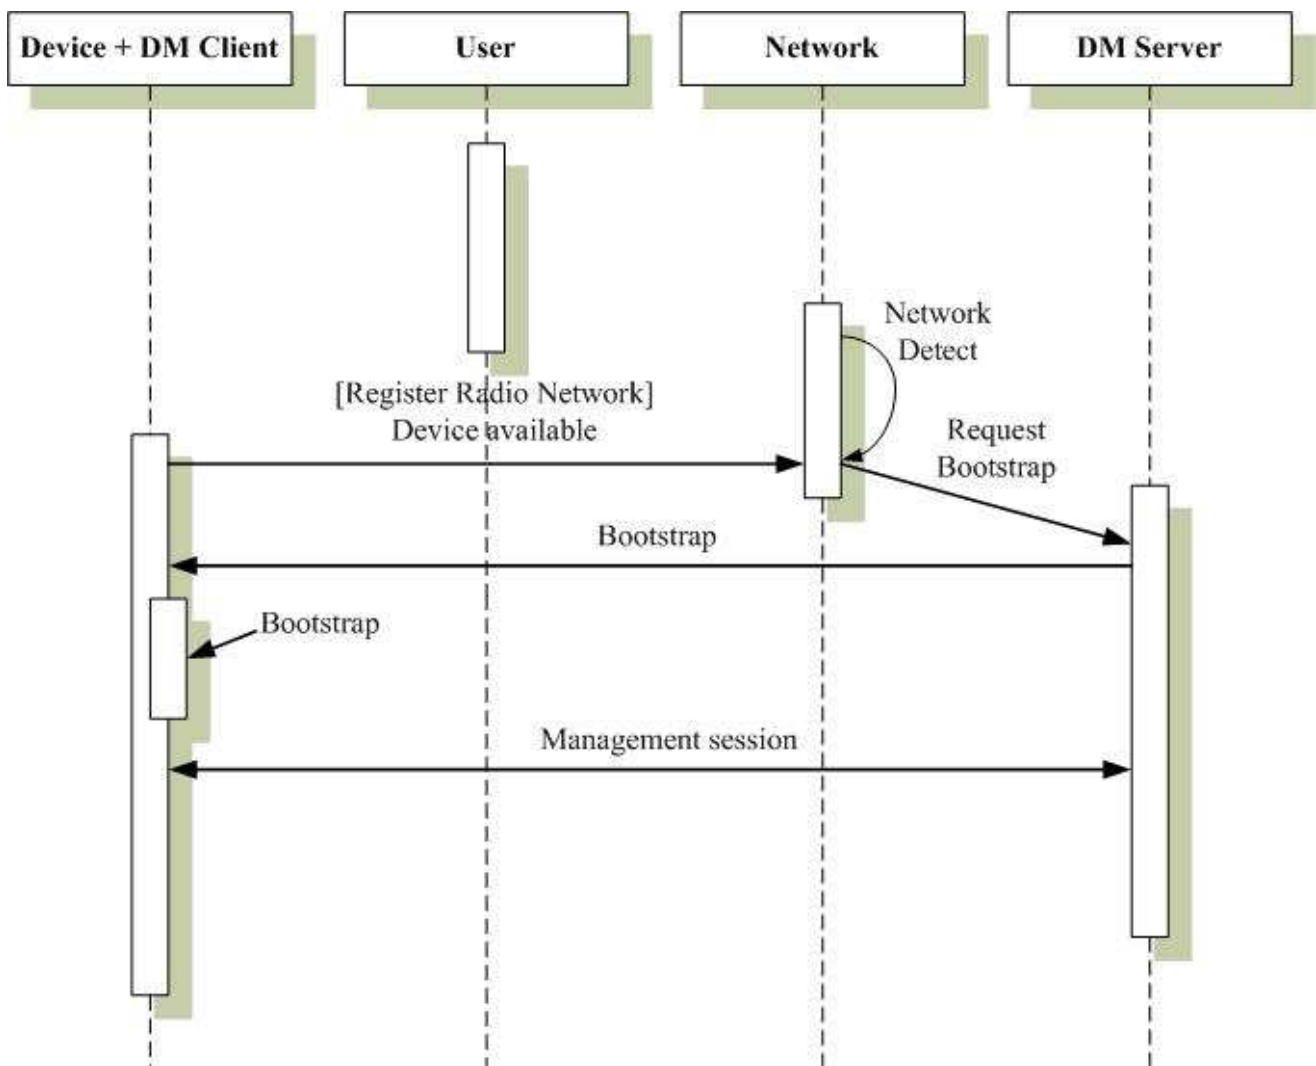 Device + DM Client
User
Network
DM Server
Network
Detect
[Register Radio Network]
Device available
Request
Bootstrap
Bootstrap
Bootstrap
Management session